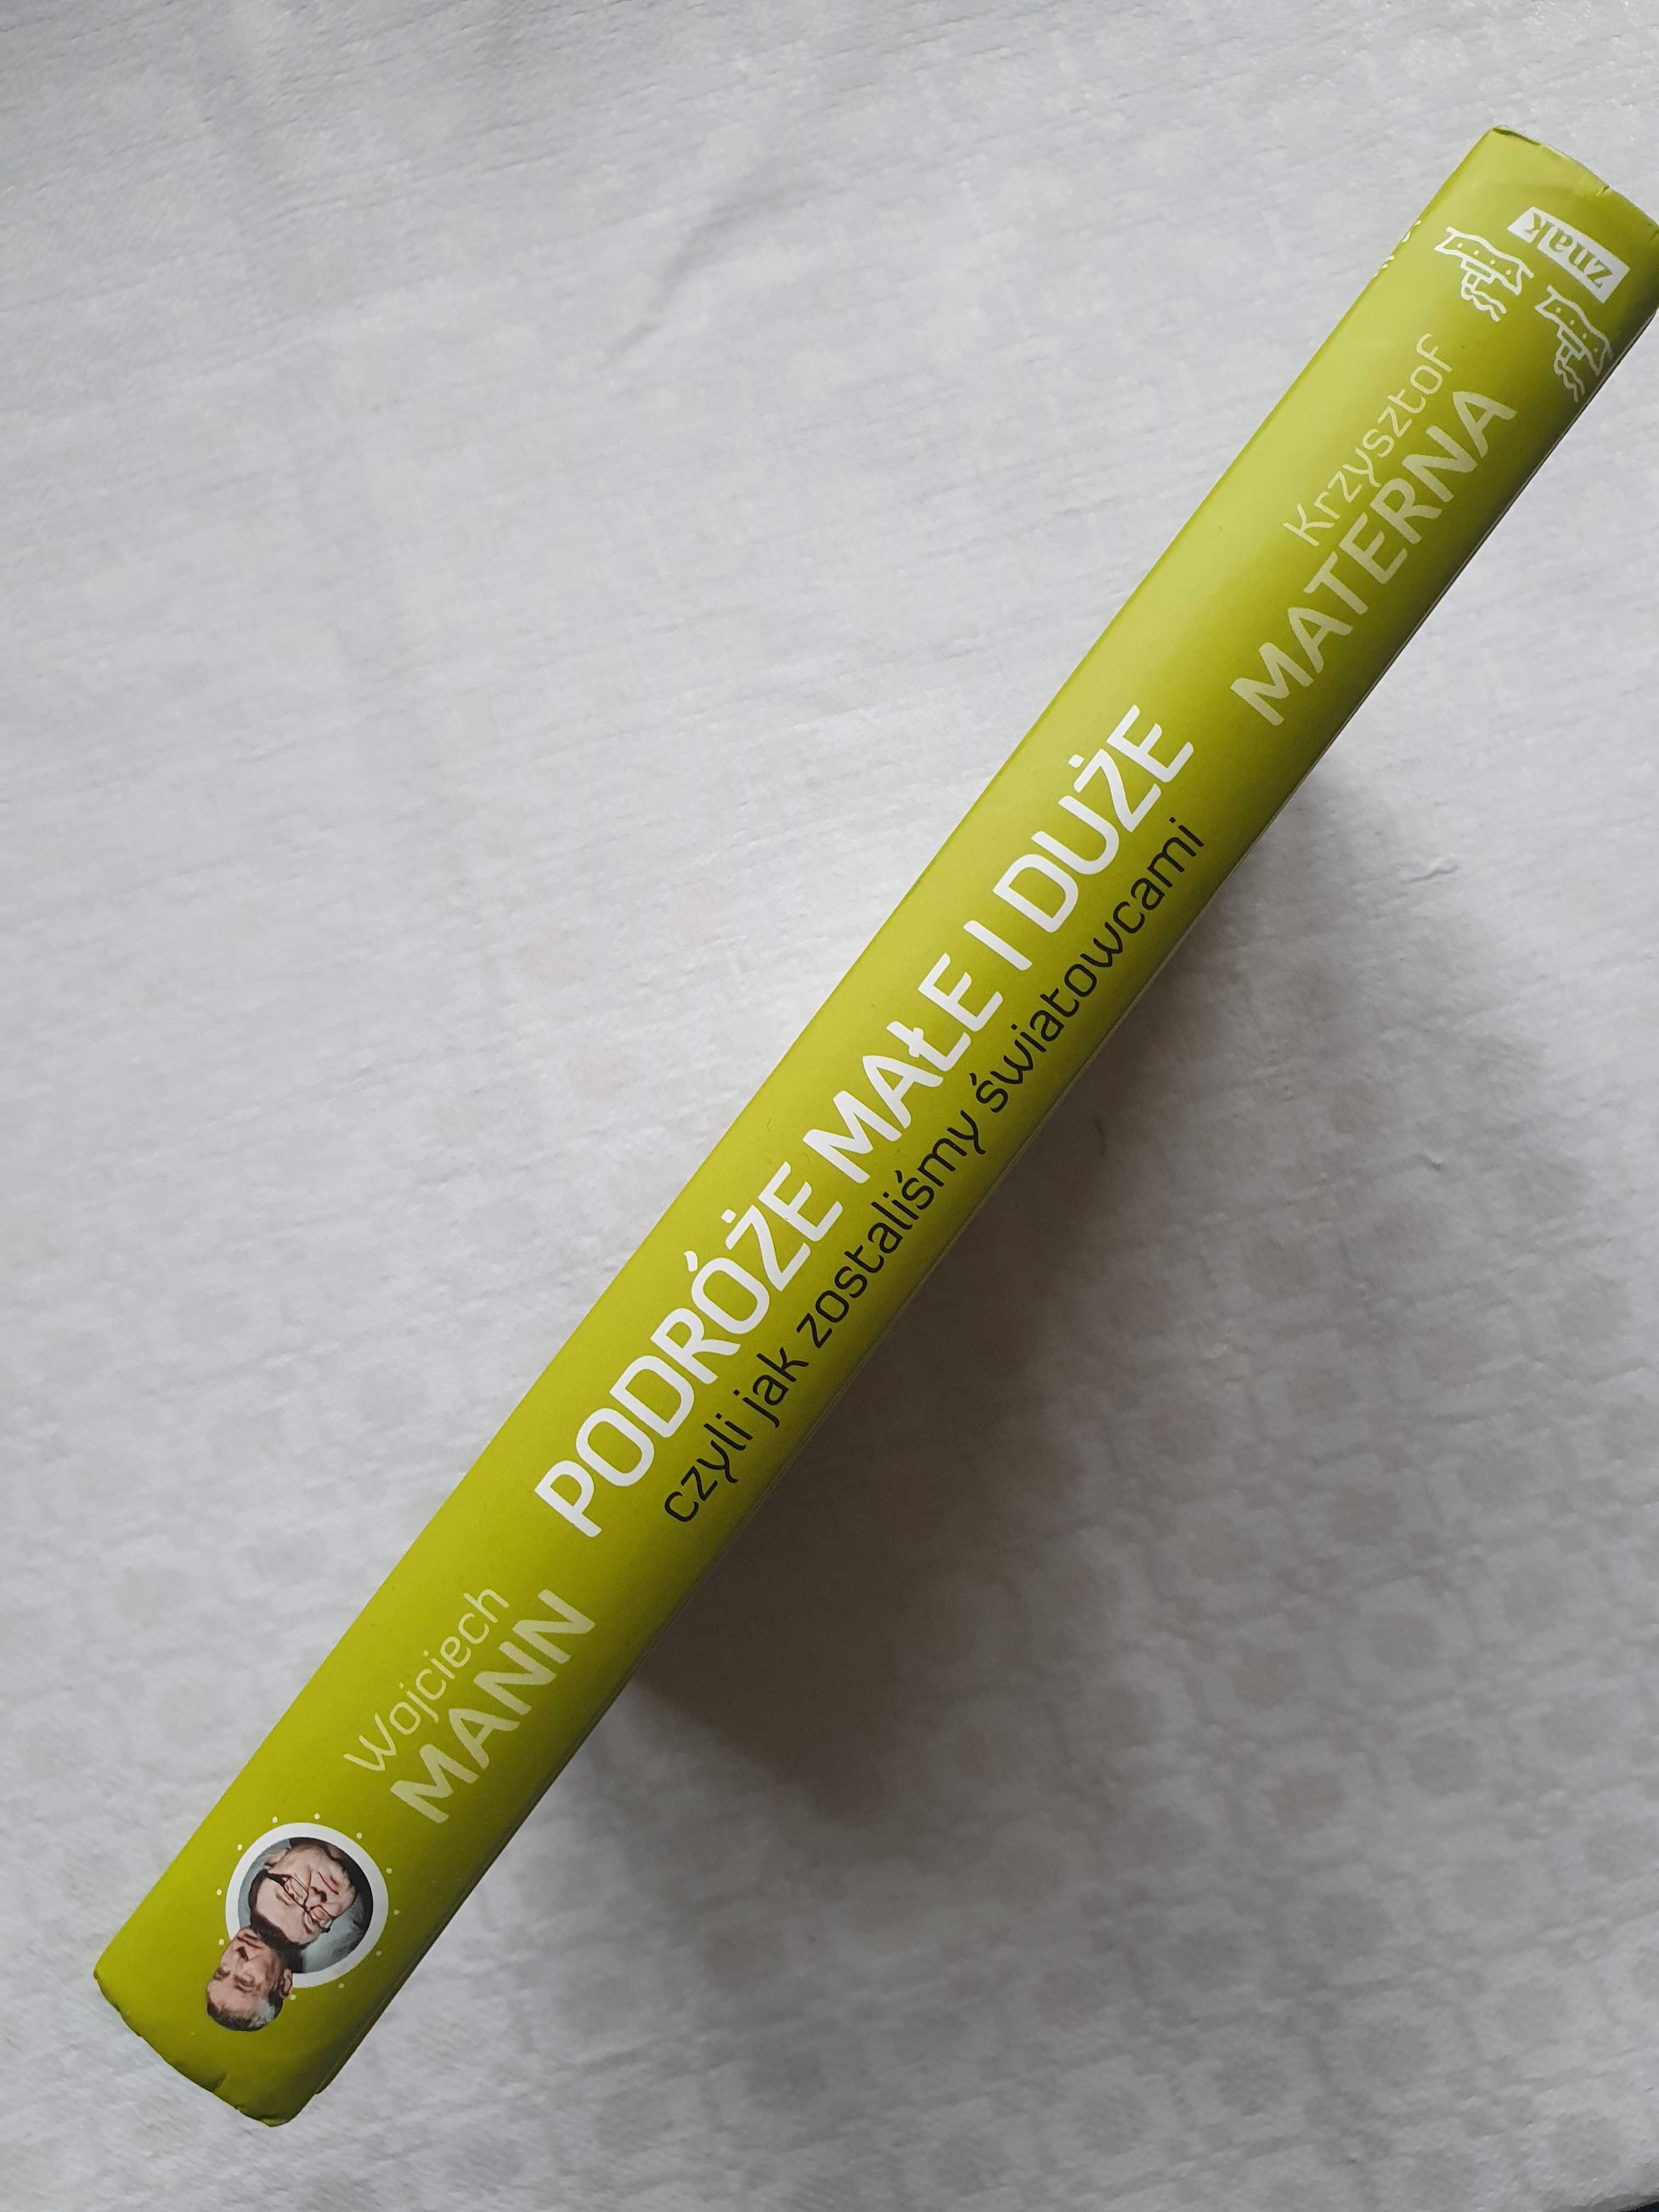 Wojciech
MANN
PODRÓŻE MAŁE I DUŻE
czyli jak zostaliśmy światowcami
Krzysztof
MATERNA
znak